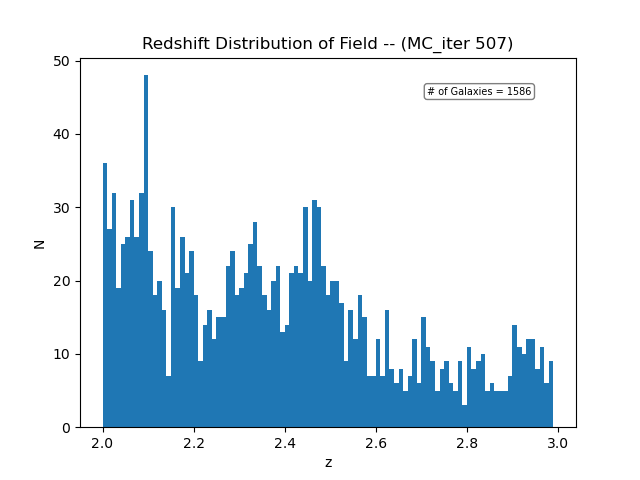 Redshift Distribution of Field -- (MC_iter 507)
# of Galaxies = 1586
50
40
30
20
10
0
N
2.0 2.2 2.4 2.6 2.8 3.0
z